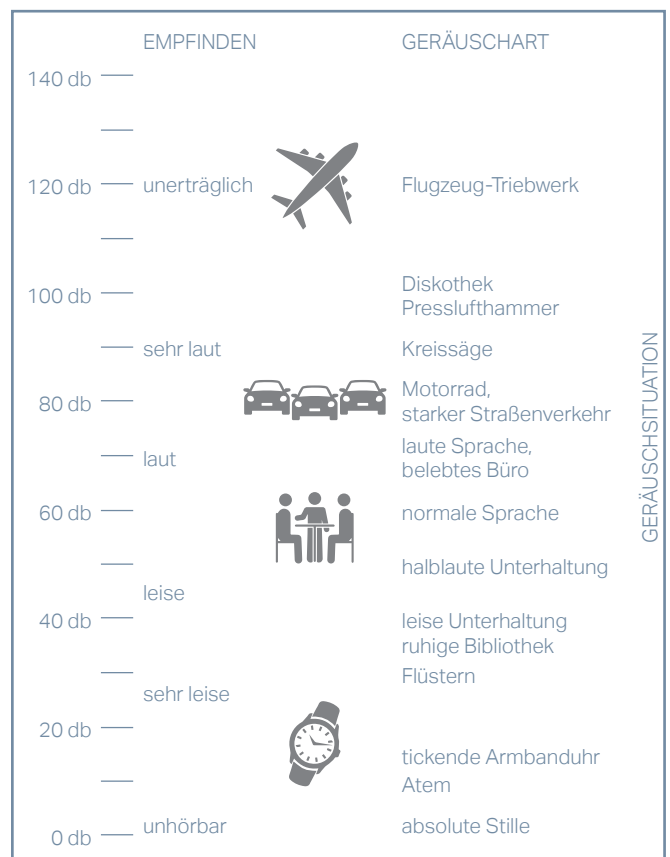 EMPFINDEN GERÄUSCHART
140 db
120 db unerträglich Flugzeug-Triebwerk
100 db
Diskothek
Presslufthammer
sehr laut Kreissäge
80 db
Motorrad,
starker Straßenverkehr
laut
laute Sprache,
belebtes Büro
60 db normale Sprache
halblaute Unterhaltung
leise
40 db leise Unterhaltung
ruhige Bibliothek
Flüstern
sehr leise
20 db
tickende Armbanduhr
Atem
0 db unhörbar absolute Stille
GERÄUSCHSITUATION